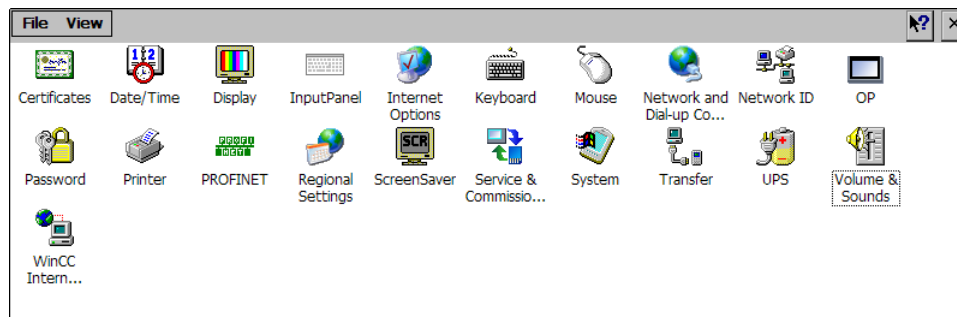 File View
Certificates Date/Time Display InputPanel Internet Options Keyboard Mouse Network and Dial-up Co... Network ID OP
Password Printer PROFINET Regional Settings ScreenSaver Service & Commissio... System Transfer UPS Volume & Sounds
WinCC Intern...